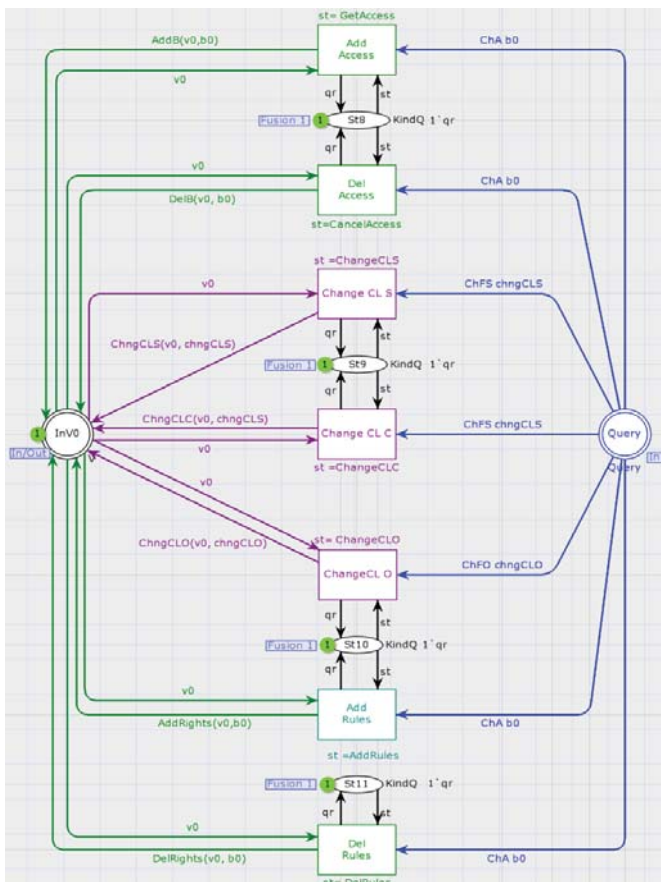 st= GetAccess
AddB(v0,b0)
Add
Access
ChA b0
v0
qr
st
Fusion 1
1
St8
KindQ 1`qr
qr
st
v0
Del
Access
ChA b0
DelB(v0, b0)
st=CancelAccess
st =ChangeCLS
v0
Change CL S
ChFS chngCLS
ChngCLS(v0, chngCLS)
qr
st
Fusion 1
1
St9
KindQ 1`qr
qr
st
ChngCLC(v0, chngCLS)
Change CL C
ChFS chngCLS
v0
st =ChangeCLC
1
InV0
In/Out
Query
Query
v0
ChngCLO(v0, chngCLO)
st= ChangeCLO
ChangeCL O
ChFO chngCLO
qr
st
Fusion 1
1
St10
KindQ 1`qr
qr
st
v0
Add
Rules
ChA b0
AddRights(v0,b0)
st =AddRules
Fusion 1
1
St11
KindQ 1`qr
qr
st
v0
Del
Rules
ChA b0
DelRights(v0, b0)